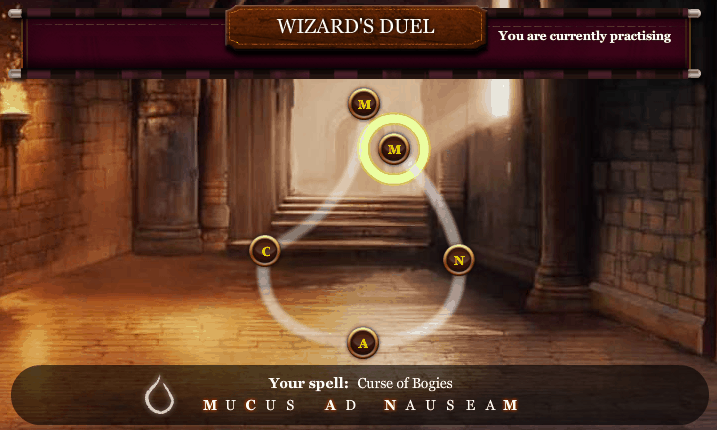 WIZARD'S DUEL
You are currently practising
M
M
C
N
A
Your spell: Curse of Bogies
MUCUS AD NAUSEAM